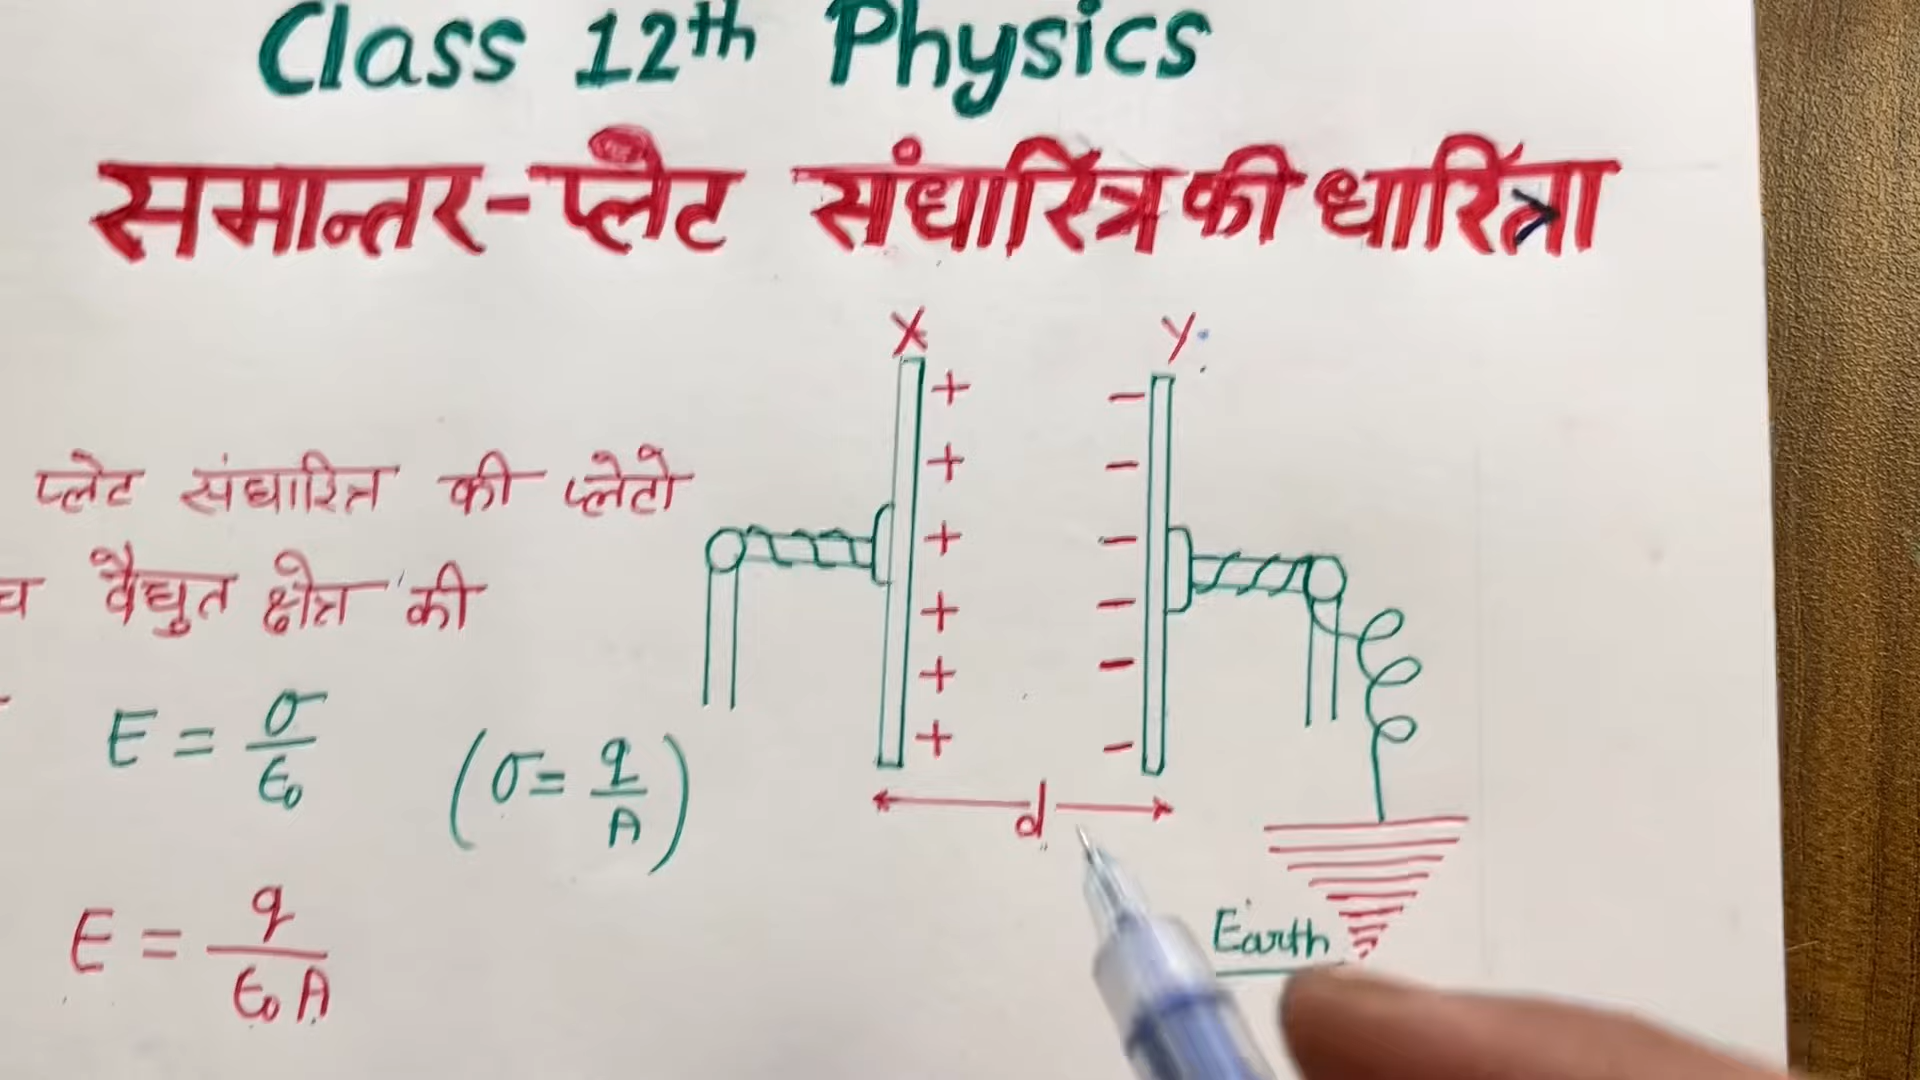 Class 12th Physics
समान्तर-प्लेट संधारित्र की धारिता
X Y
+ -
+ -
+ -
+ -
+ -
+ -
प्लेट संधारित्र की प्लेटो
वैद्युत क्षेत्र की
E = σ/ε₀ (σ = q/A)
d
E = q/ε₀A
Earth